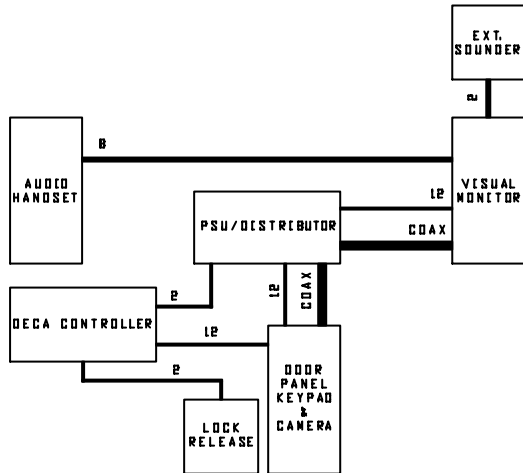 EXT.
SOUNDER
2
8
AUDIO
HANDSET
VISUAL
MONITOR
12
PSU/DISTRIBUTOR
COAX
12
COAX
2
DECA CONTROLLER
12
2
DOOR
PANEL
KEYPAD
&
CAMERA
LOCK
RELEASE